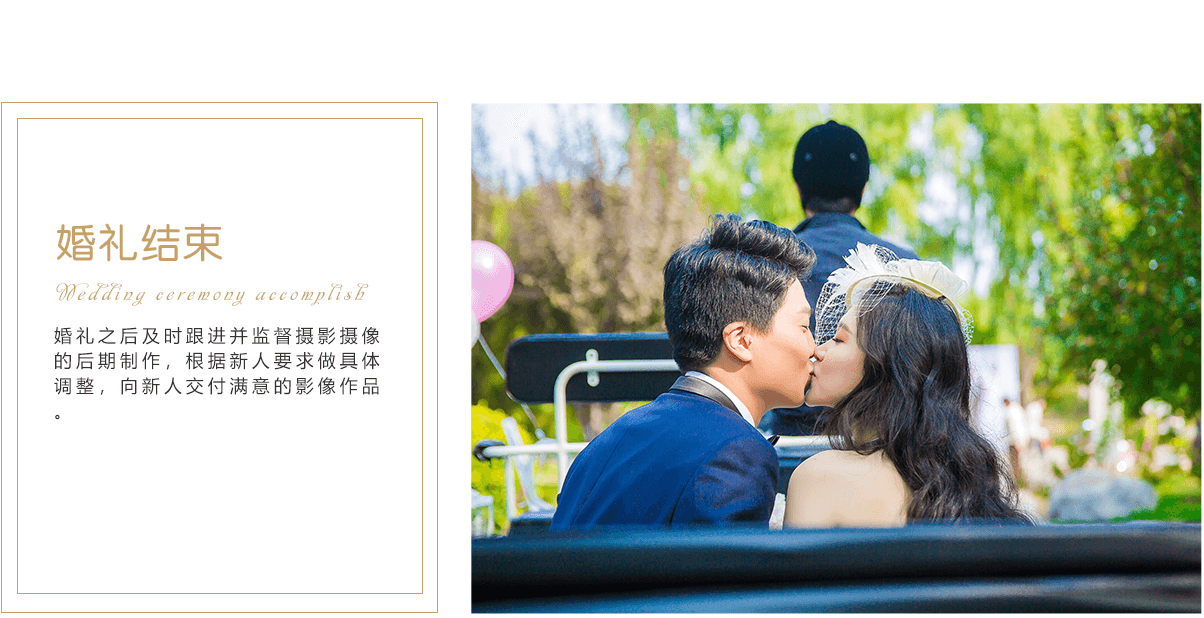 婚礼结束
Wedding ceremony accomplish
婚礼之后及时跟进并监督摄影摄像
的后期制作，根据新人要求做具体
调整，向新人交付满意的影像作品
。